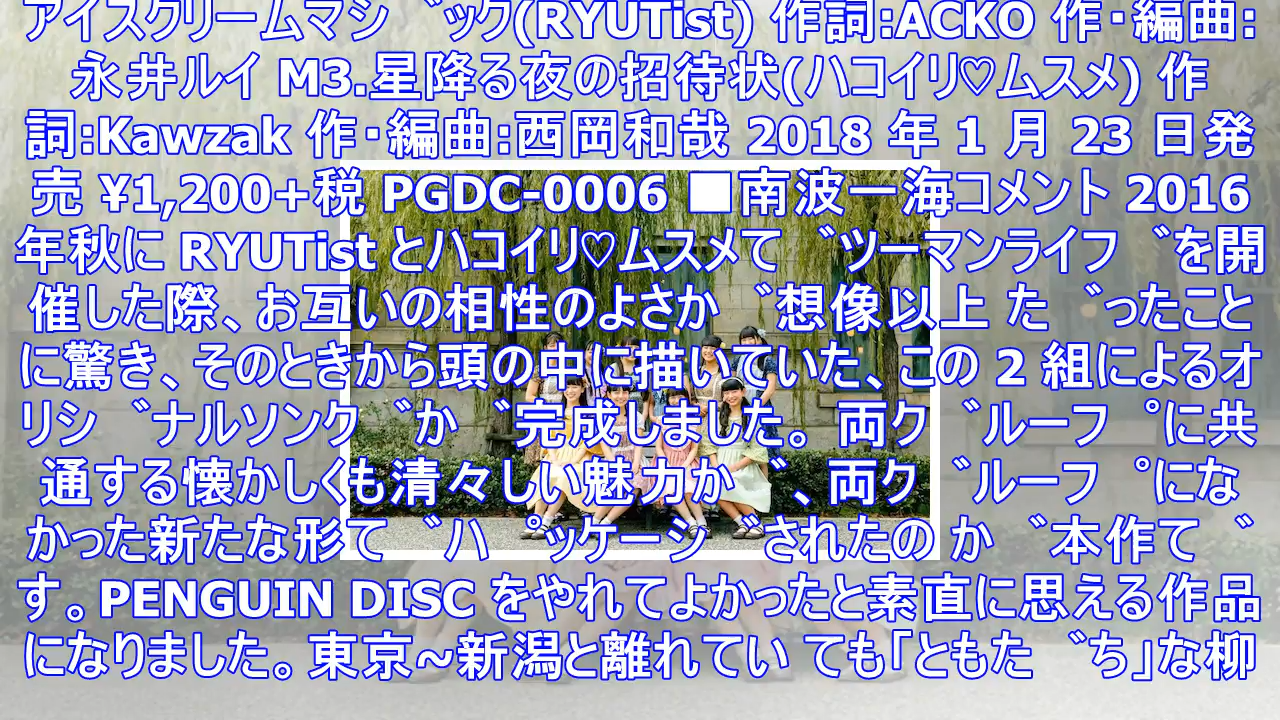 アイスクリームマシ ゙ック(RYUTist) 作詞:ACKO 作・編曲:
永井ルイ M3.星降る夜の招待状(ハコイリ♡ムスメ) 作
詞:Kawzak 作・編曲:西岡和哉 2018 年 1 月 23 日発
売 ¥1,200+税 PGDC-0006 ■南波一海コメント 2016
年秋に RYUTist とハコイリ♡ムスメて ゙ツーマンライフ ゙を開
催した際、お互いの相性のよさか ゙想像以上 た ゙ったこと
に驚き、そのときから頭の中に描いていた、この 2 組によるオ
リシ ゙ナルソンク ゙か ゙完成しました。両ク ゙ルーフ ゚に共
通する懐かしくも清々しい魅力か ゙、両ク ゙ルーフ ゚にな
かった新たな形て ゙ハ ゚ッケーシ ゙されたの か ゙本作て ゙
す。PENGUIN DISC をやれてよかったと素直に思える作品
になりました。東京~新潟と離れてい ても「ともた ゙ち」な柳